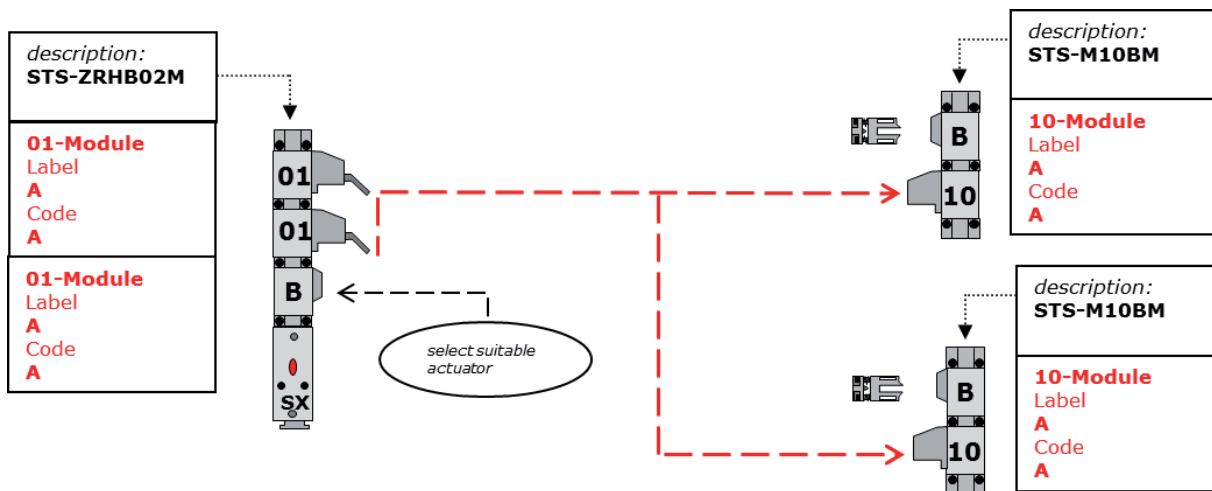 description:
STS-ZRHB02M
01-Module
Label
A
Code
A
01-Module
Label
A
Code
A
01
01
B
SX
select suitable
actuator
description:
STS-M10BM
10-Module
Label
A
Code
A
B
10
description:
STS-M10BM
10-Module
Label
A
Code
A
B
10